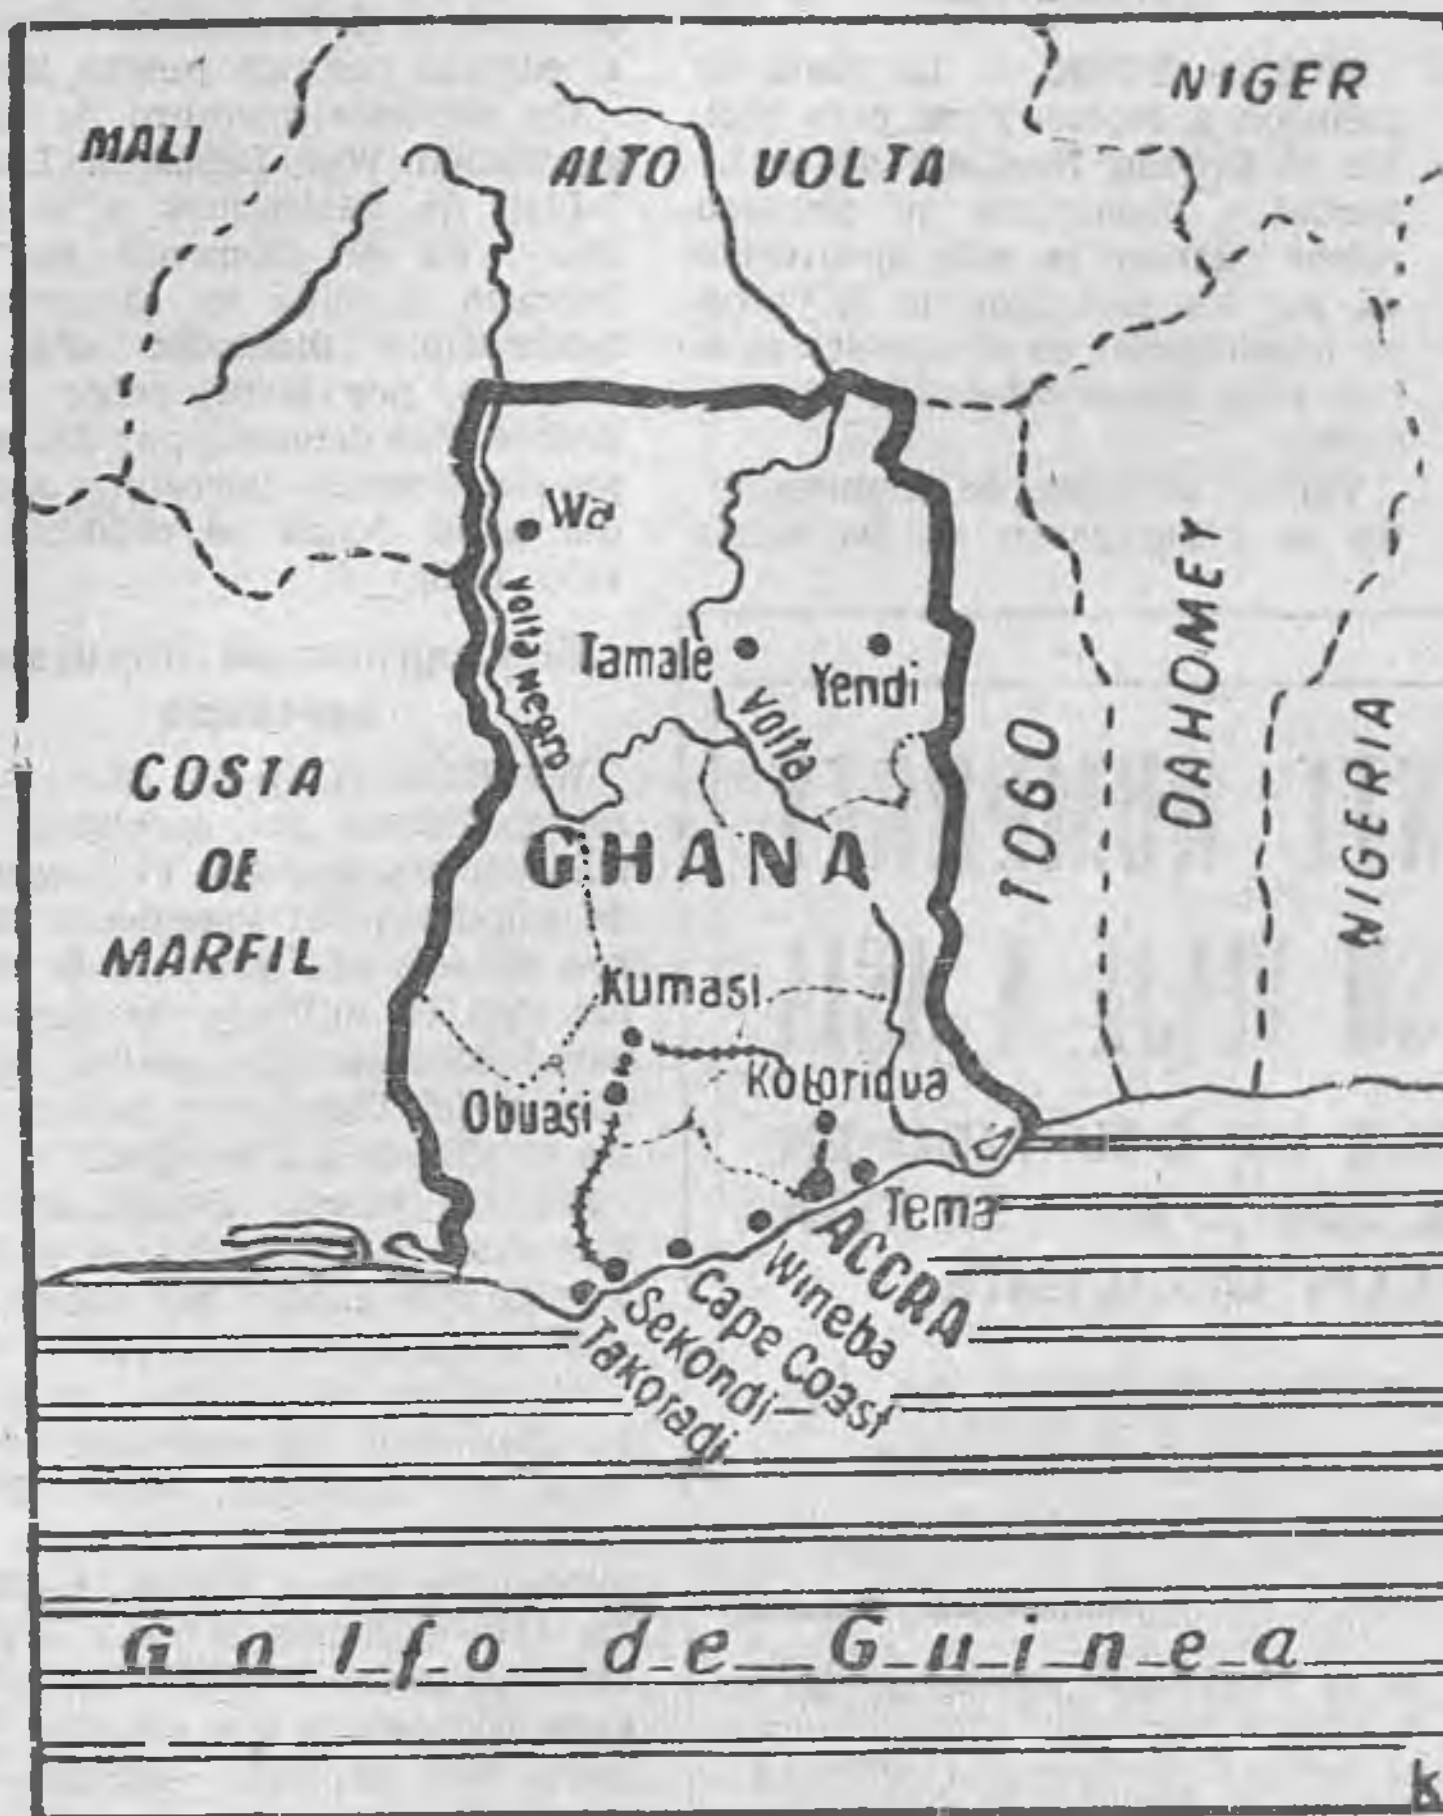 NIGER
MALI
ALTO VOLTA
Wa
Volta Negro
Tamale
Yendi
Volta
COSTA
DE
MARFIL
GHANA
TOGO
DAHOMEY
NIGERIA
Kumasi
Kotoridua
Obuasi
Tema
ACCRA
Wineba
Cape Coast
Sekondi-
Takoradi
Golfo de Guinea